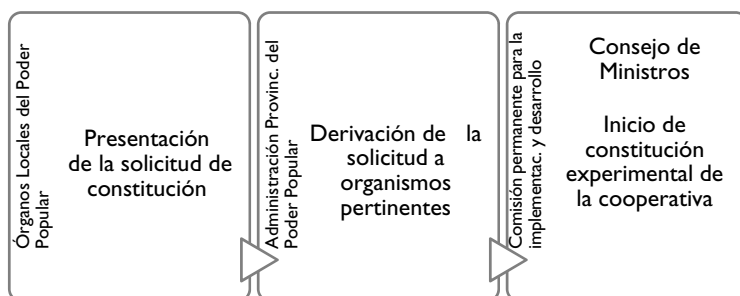 Órganos Locales del Poder
Popular
Presentación
de la solicitud de
constitución
Administración Provinc. del
Poder Popular
Derivación de la
solicitud a
organismos
pertinentes
Comisión permanente para la
implementac. y desarrollo
Consejo de
Ministros
Inicio de
constitución
experimental de
la cooperativa